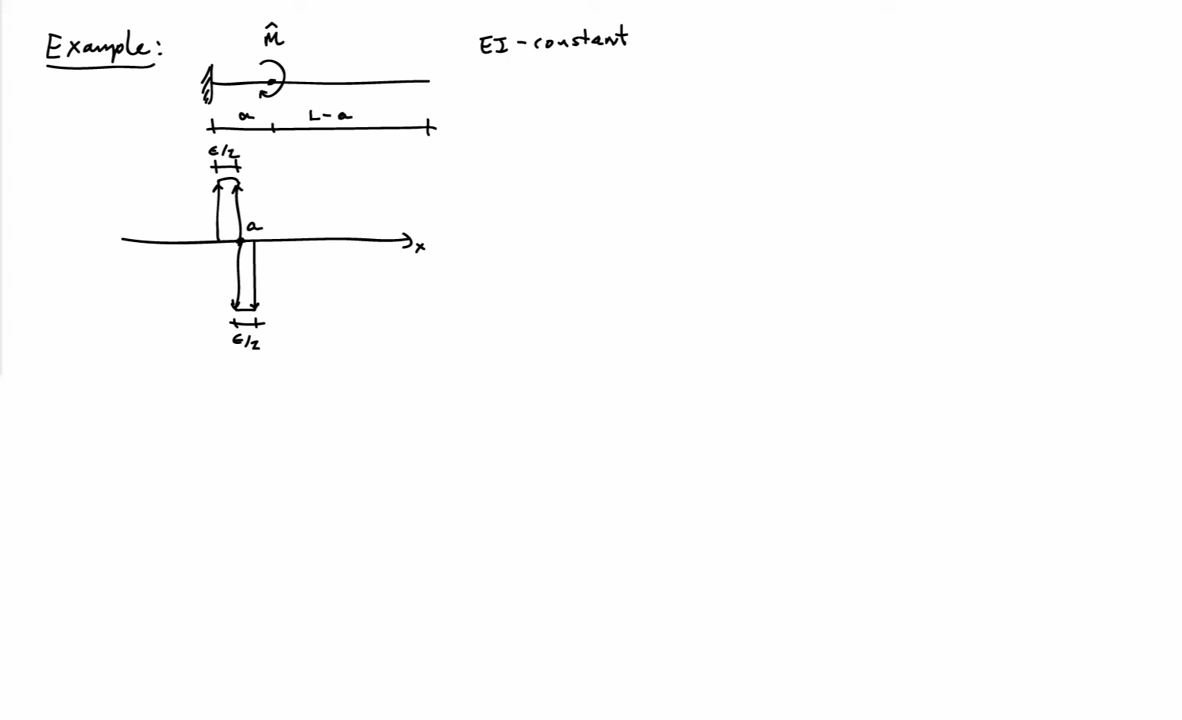 Example:
M̂
EI - constant
a
L - a
ϵ/2
a
x
ϵ/2